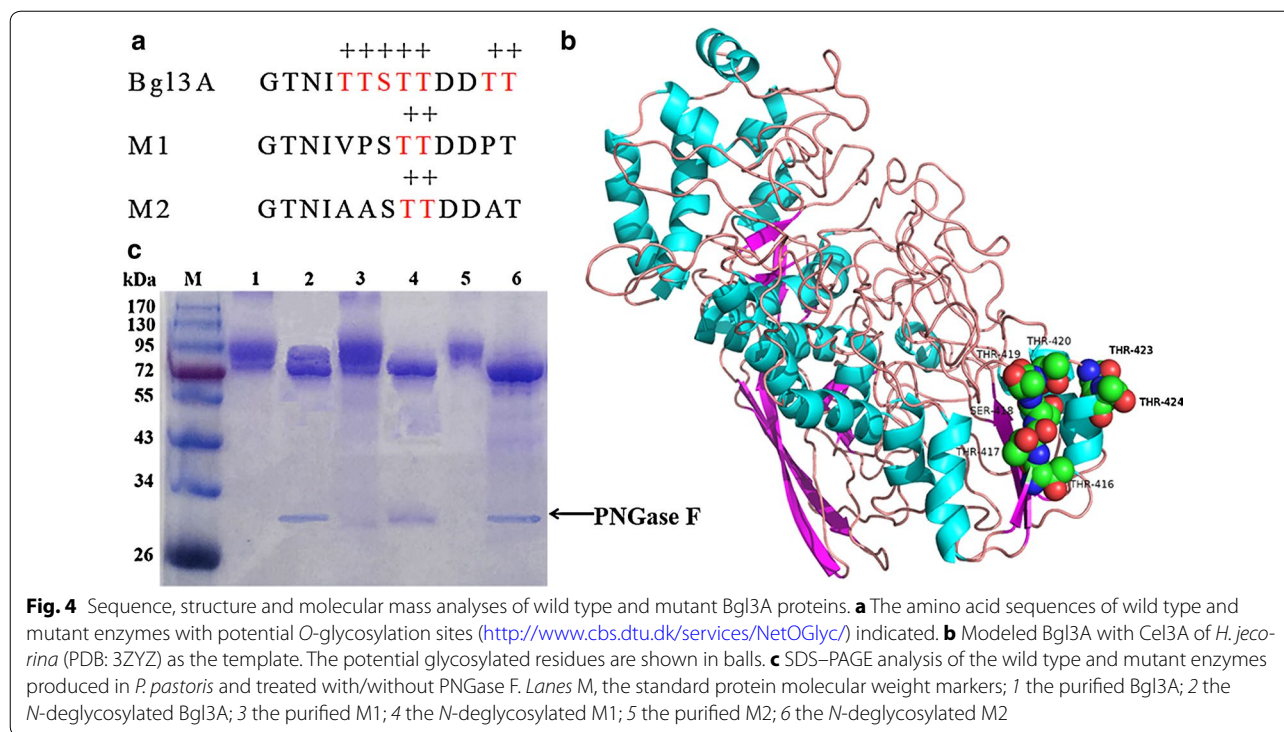 a
+++++ ++
Bgl3A GTNITTSTTDDTT
++
M1 GTNIVPSTTDDPT
++
M2 GTNIAASTTDDAT
c
kDa M 1 2 3 4 5 6
170
130
95
72
55
43
34
26
PNGase F
b
THR-420
THR-419
THR-423
THR-424
SER-418
THR-417
THR-416
Fig. 4 Sequence, structure and molecular mass analyses of wild type and mutant Bgl3A proteins. a The amino acid sequences of wild type and
mutant enzymes with potential O-glycosylation sites (http://www.cbs.dtu.dk/services/NetOGlyc/) indicated. b Modeled Bgl3A with Cel3A of H. jeco-
rina (PDB: 3ZYZ) as the template. The potential glycosylated residues are shown in balls. c SDS–PAGE analysis of the wild type and mutant enzymes
produced in P. pastoris and treated with/without PNGase F. Lanes M, the standard protein molecular weight markers; 1 the purified Bgl3A; 2 the
N-deglycosylated Bgl3A; 3 the purified M1; 4 the N-deglycosylated M1; 5 the purified M2; 6 the N-deglycosylated M2